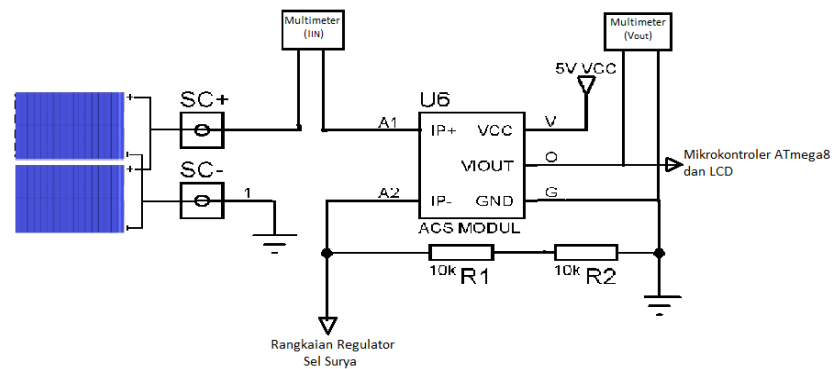 Multimeter
(IIN)
Multimeter
(Vout)
5V VCC
SC+
U6
A1
IP+
VCC
V
VIOUT
O
Mikrokontroler ATmega8
dan LCD
SC-
1
A2
IP-
GND
G
ACS MODUL
10k R1
10k R2
Rangkaian Regulator
Sel Surya
+
-
+
-